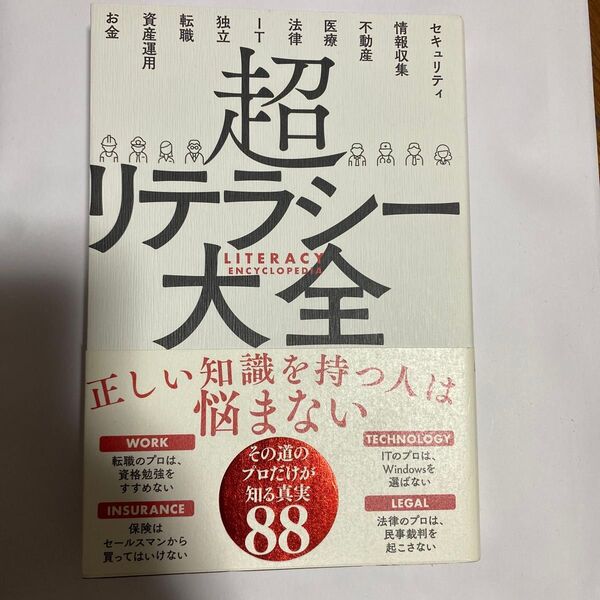 セキュリティ
情報収集
不動産
医療
法律
IT
独立
転職
資産運用
お金
超
リテラシー
LITERACY
ENCYCLOPEDIA
大全
正しい知識を持つ人は
悩まない
WORK
転職のプロは、
資格勉強を
すすめない
INSURANCE
保険は
セールスマンから
買ってはいけない
その道の
プロだけが
知る真実
88
TECHNOLOGY
ITのプロは、
Windowsを
選ばない
LEGAL
法律のプロは、
民事裁判を
起こさない